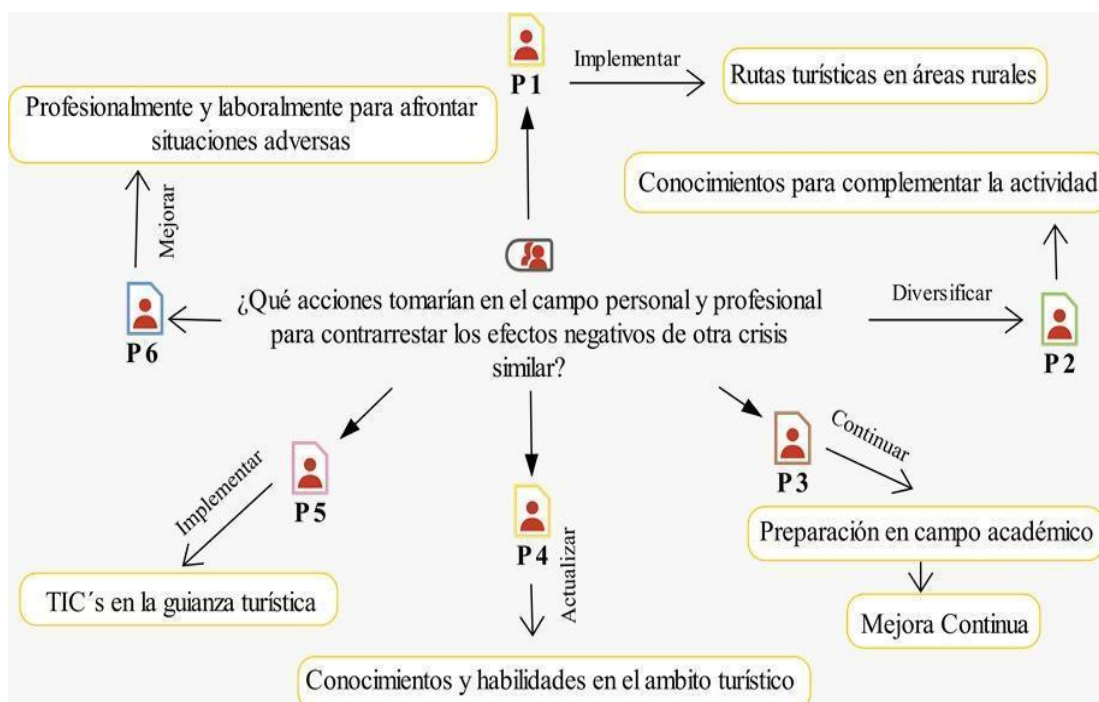 P1
Implementar
Rutas turísticas en áreas rurales
Profesionalmente y laboralmente para afrontar
situaciones adversas
Mejorar
P6
Conocimientos para complementar la actividad
Diversificar
P2
¿Qué acciones tomarían en el campo personal y profesional
para contrarrestar los efectos negativos de otra crisis
similar?
P3
Continuar
Preparación en campo académico
Mejora Continua
P5
Implementar
TIC´s en la guianza turística
P4
Actualizar
Conocimientos y habilidades en el ambito turístico